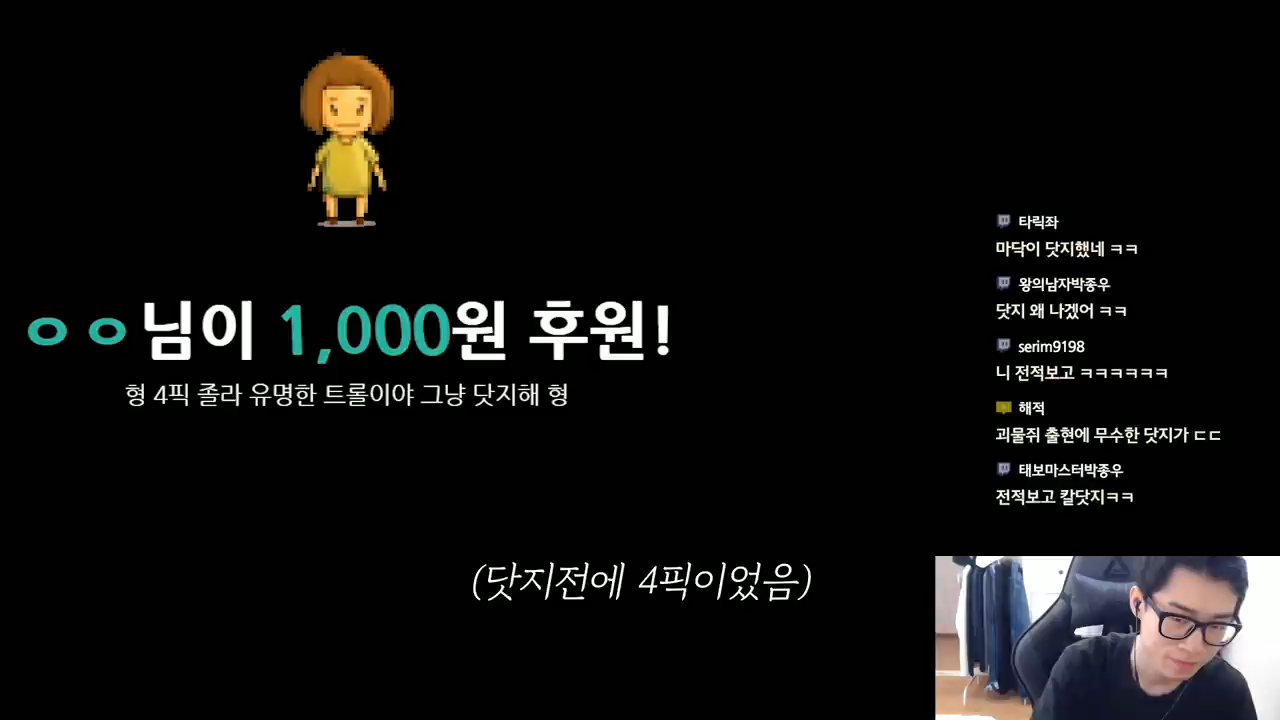 ㅇㅇ님이 1,000원 후원!
형 4픽 졸라 유명한 트롤이야 그냥 닷지해 형
타릭좌
마닥이 닷지했네 ㅋㅋ
왕의남자박종우
닷지 왜 나겠어 ㅋㅋ
serim9198
니 전적보고 ㅋㅋㅋㅋㅋㅋ
해적
괴물쥐 출현에 무수한 닷지가 ㄷㄷ
태보마스터박종우
전적보고 칼닷지ㅋㅋ
(닷지전에 4픽이었음)